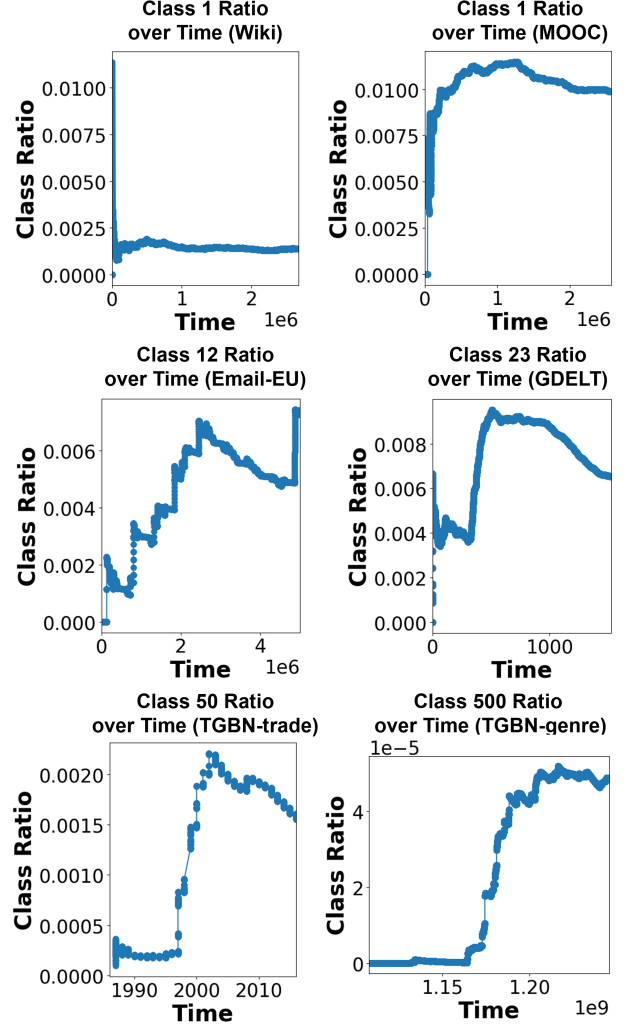 Class 1 Ratio
over Time (Wiki)
0.0100
0.0075
0.0050
0.0025
0.0000
Class Ratio
0 1 2
1e6
Time
Class 1 Ratio
over Time (MOOC)
0.0100
0.0075
0.0050
0.0025
0.0000
Class Ratio
0 1 2
1e6
Time
Class 12 Ratio
over Time (Email-EU)
0.006
0.004
0.002
0.000
Class Ratio
0 2 4
1e6
Time
Class 23 Ratio
over Time (GDELT)
0.008
0.006
0.004
0.002
0.000
Class Ratio
0 1000
Time
Class 50 Ratio
over Time (TGBN-trade)
0.0020
0.0015
0.0010
0.0005
0.0000
Class Ratio
1990 2000 2010
Time
Class 500 Ratio
over Time (TGBN-genre)
1e-5
4
2
0
Class Ratio
1.15 1.20
1e9
Time